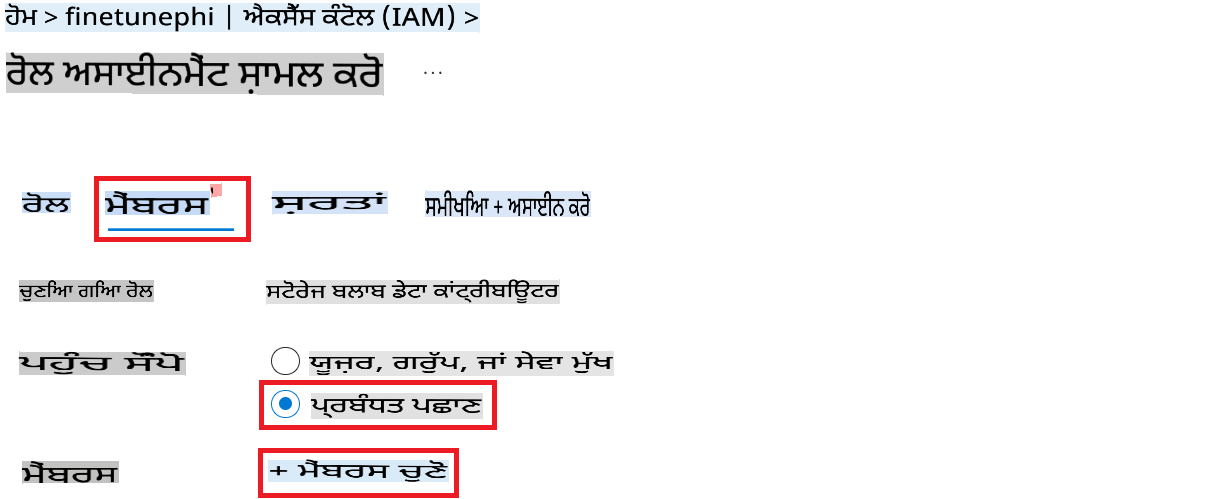 ਹੋਮ > finetunephi | ਐਕਸੈੱਸ ਕੰਟੋਲ (IAM) >
ਰੋਲ ਅਸਾਈਨਮੈਂਟ ਸ਼ਾਮਲ ਕਰੋ ...
ਰੋਲ ਮੈਂਬਰਸ' ਸ਼ਰਤਾਂ ਸਮੀਖਿਆ + ਅਸਾਈਨ ਕਰੋ
ਚੁਣਿਆ ਗਿਆ ਰੋਲ ਸਟੋਰੇਜ ਬਲਾਬ ਡੇਟਾ ਕਾਂਟ੍ਰੀਬਿਊਟਰ
ਪਹੁੰਚ ਸੌਂਪੋ ਯੂਜ਼ਰ, ਗਰੁੱਪ, ਜਾਂ ਸੇਵਾ ਮੁੱਖ
ਪ੍ਰਬੰਧਤ ਪਛਾਣ
ਮੈਂਬਰਸ + ਮੈਂਬਰਸ ਚੁਣੋ